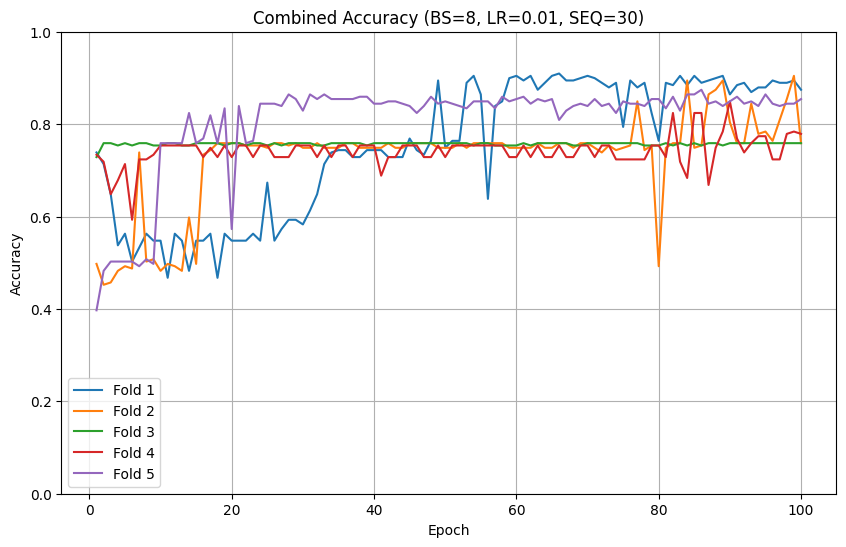 Combined Accuracy (BS=8, LR=0.01, SEQ=30)
1.0
0.8
0.6
0.4
0.2
0.0
Accuracy
Fold 1
Fold 2
Fold 3
Fold 4
Fold 5
0 20 40 60 80 100
Epoch